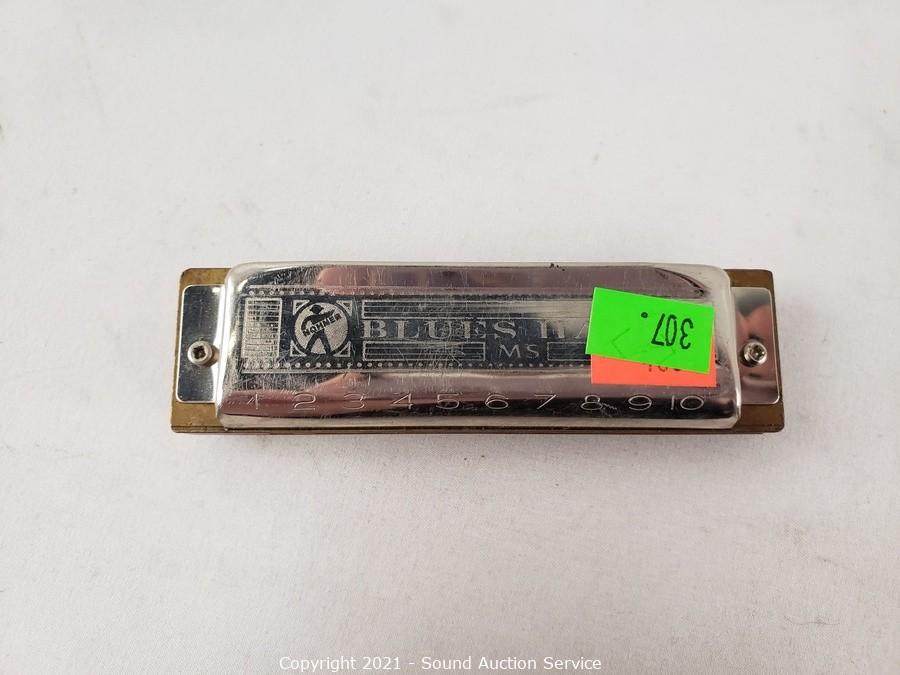 HOHNER
BLUES HA
307.
MS
1 2 3 4 5 6 7 8 9 10
Copyright 2021 - Sound Auction Service